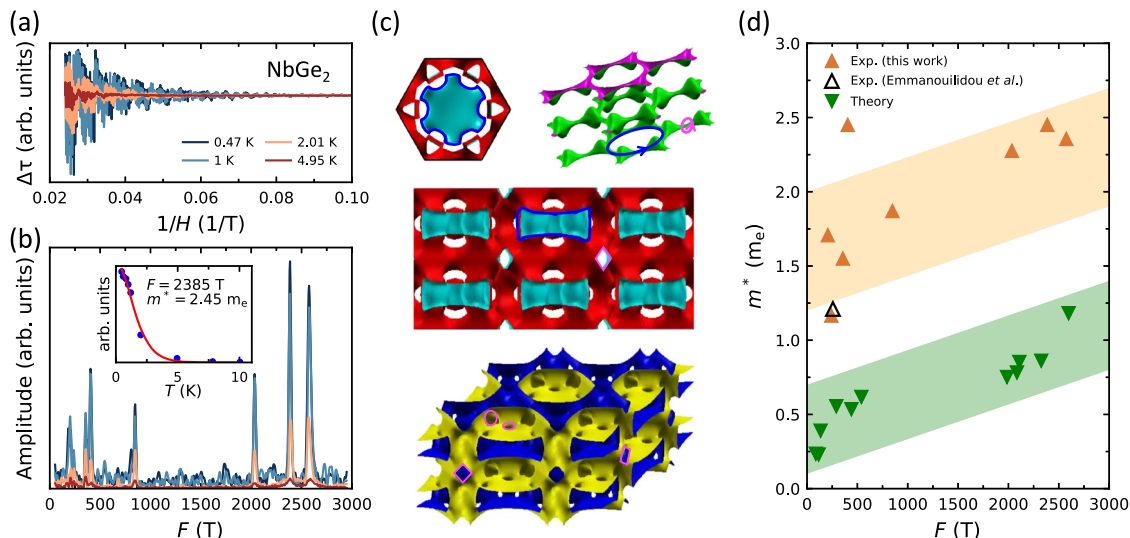 (a)
Δτ (arb. units)
NbGe2
0.47 K
2.01 K
1 K
4.95 K
0.02 0.04 0.06 0.08 0.10
1/H (1/T)
(b)
Amplitude (arb. units)
arb. units
F = 2385 T
m* = 2.45 me
0 5 10
T (K)
0 500 1000 1500 2000 2500 3000
F (T)
(c)
(d)
m* (me)
3.0
2.5
2.0
1.5
1.0
0.5
0.0
Exp. (this work)
Exp. (Emmanouilidou et al.)
Theory
0 500 1000 1500 2000 2500 3000
F (T)